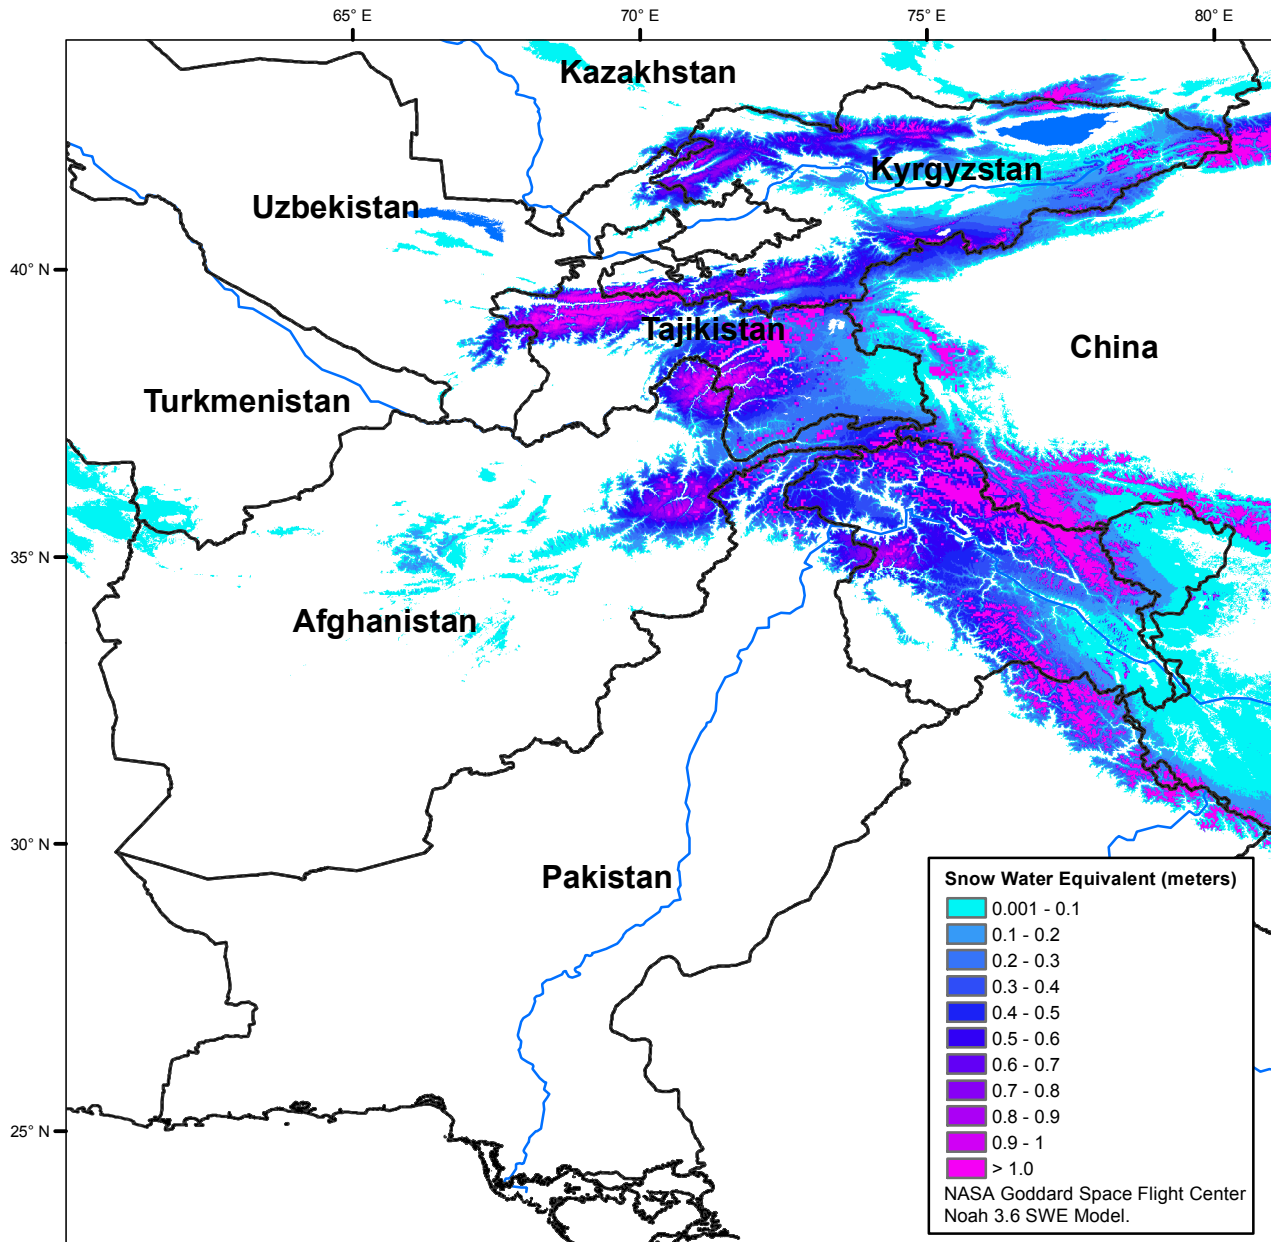 65° E
70° E
75° E
80° E
Kazakhstan
Kyrgyzstan
Uzbekistan
40° N
Tajikistan
China
Turkmenistan
35° N
Afghanistan
30° N
Pakistan
25° N
Snow Water Equivalent (meters)
0.001 - 0.1
0.1 - 0.2
0.2 - 0.3
0.3 - 0.4
0.4 - 0.5
0.5 - 0.6
0.6 - 0.7
0.7 - 0.8
0.8 - 0.9
0.9 - 1
> 1.0
NASA Goddard Space Flight Center
Noah 3.6 SWE Model.